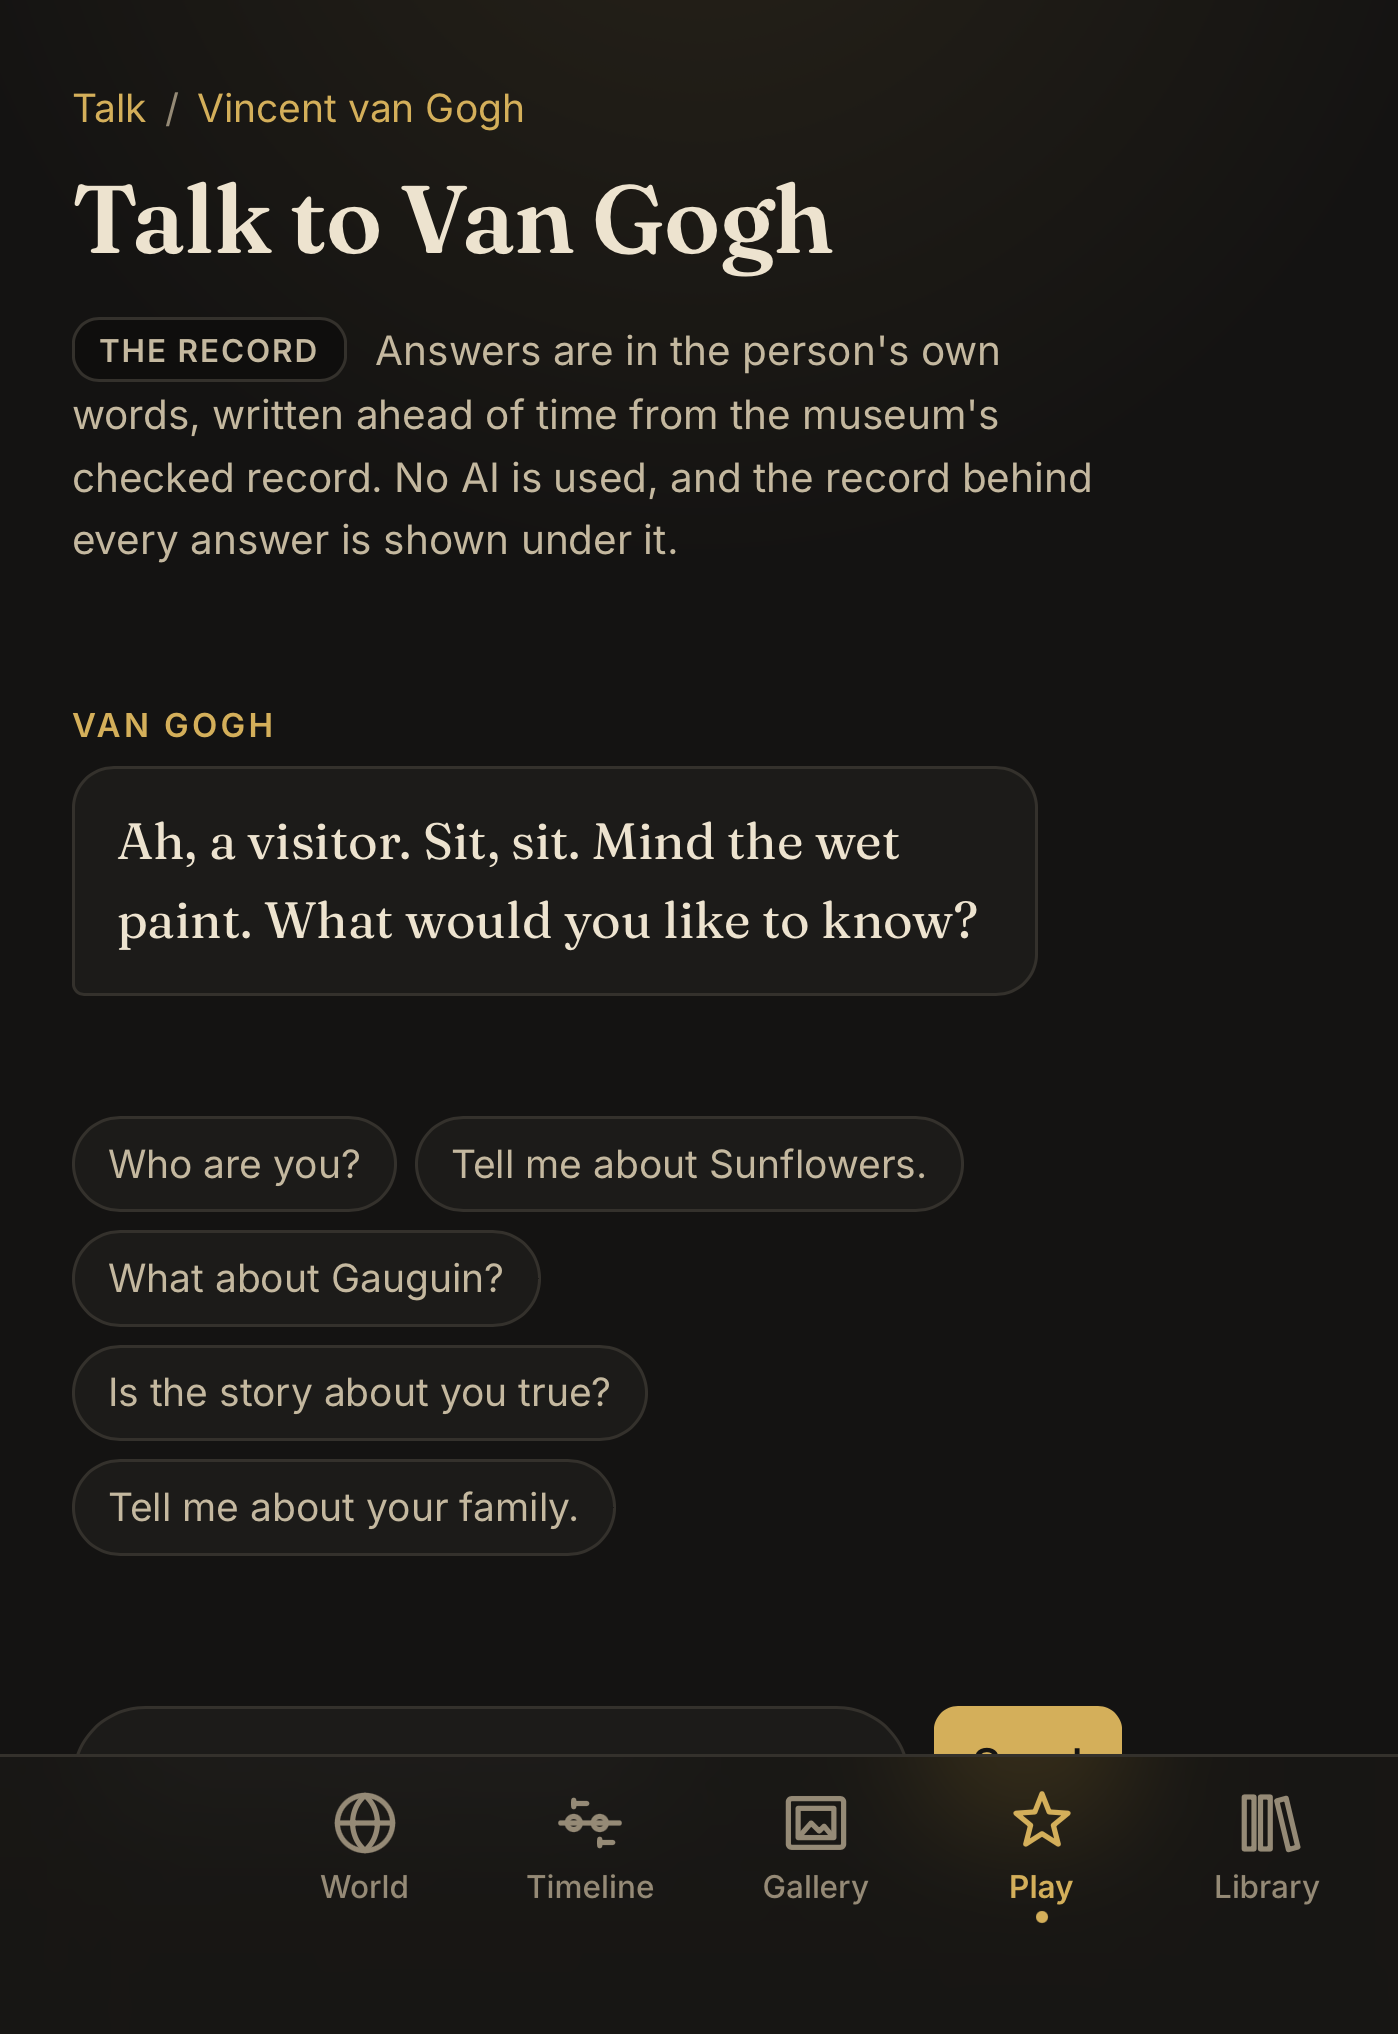 Talk / Vincent van Gogh
Talk to Van Gogh
THE RECORD Answers are in the person's own
words, written ahead of time from the museum's
checked record. No AI is used, and the record behind
every answer is shown under it.
VAN GOGH
Ah, a visitor. Sit, sit. Mind the wet
paint. What would you like to know?
Who are you? Tell me about Sunflowers.
What about Gauguin?
Is the story about you true?
Tell me about your family.
World Timeline Gallery Play Library